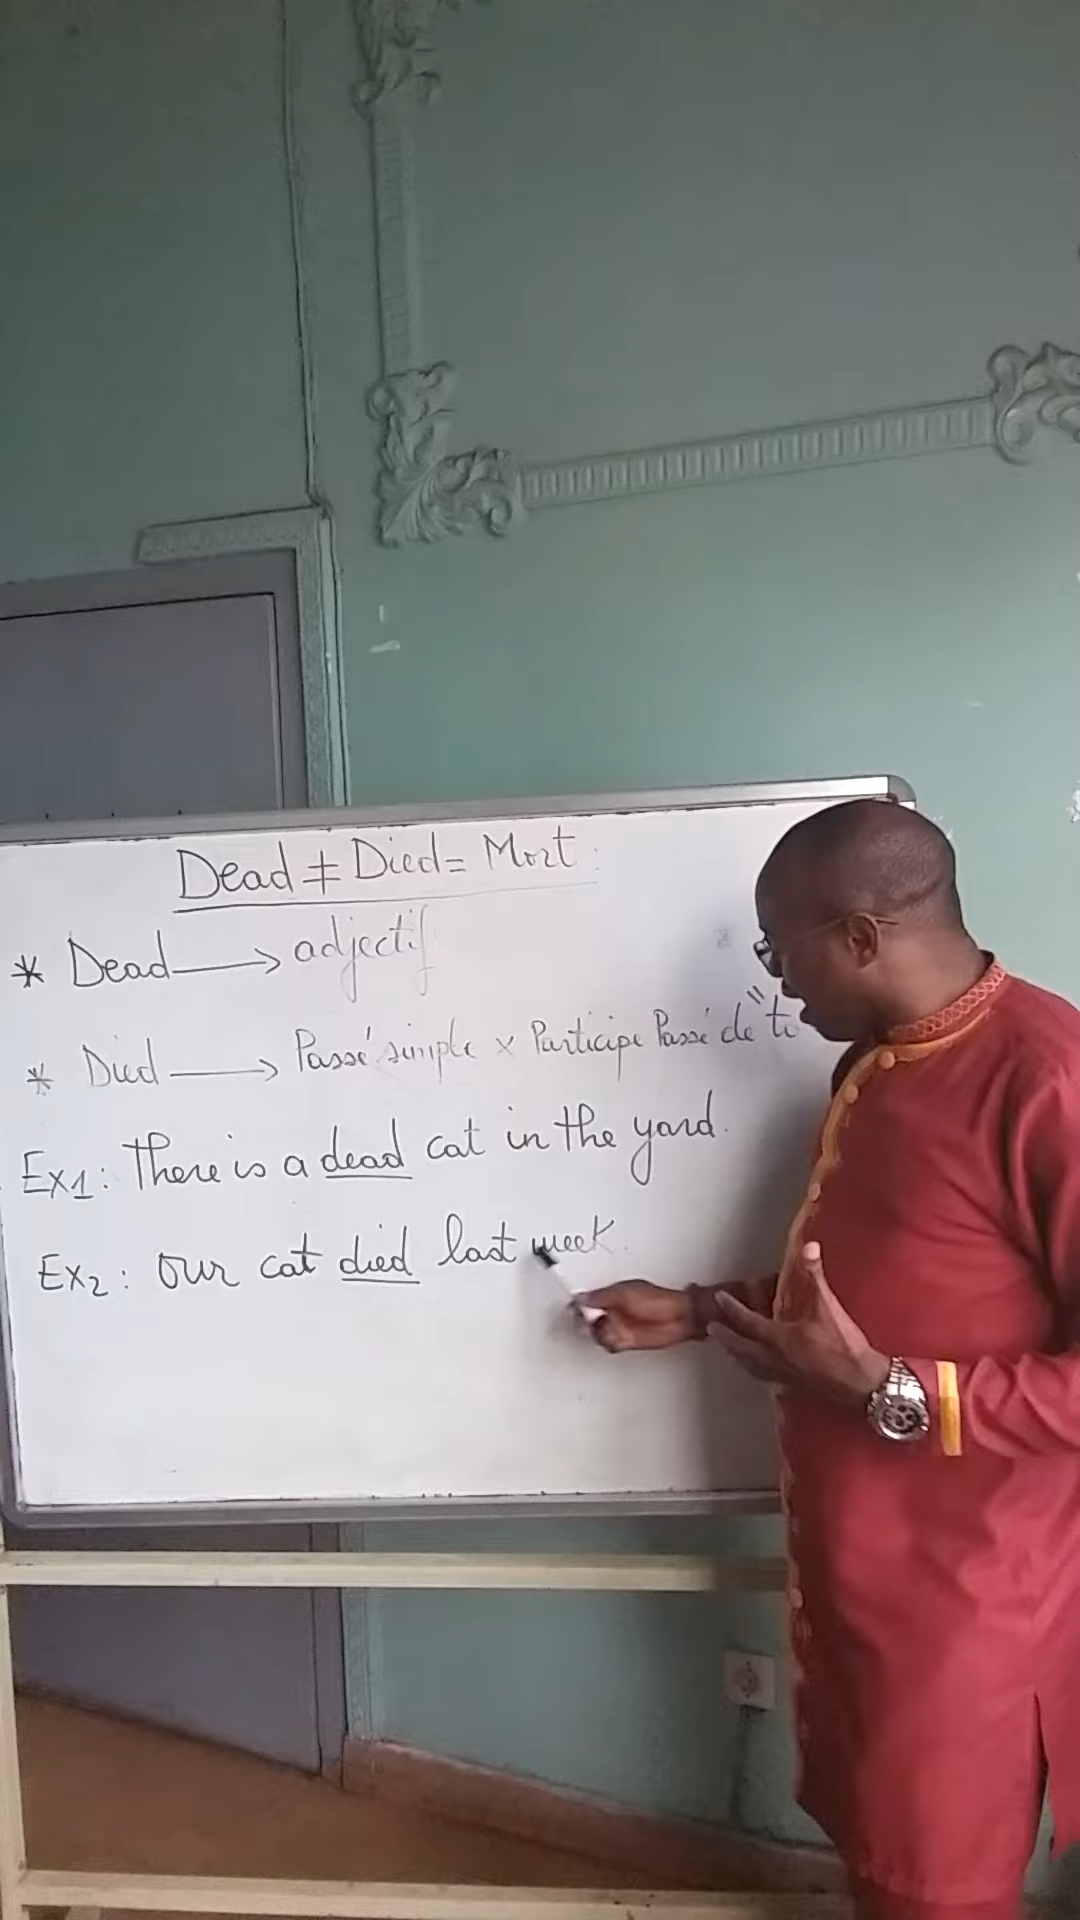 Dead ≠ Died = Mort :
* Dead → adjectif
* Died → Passé simple x Participe Passé de "to
Ex1 : There is a dead cat in the yard.
Ex2 : Our cat died last week.